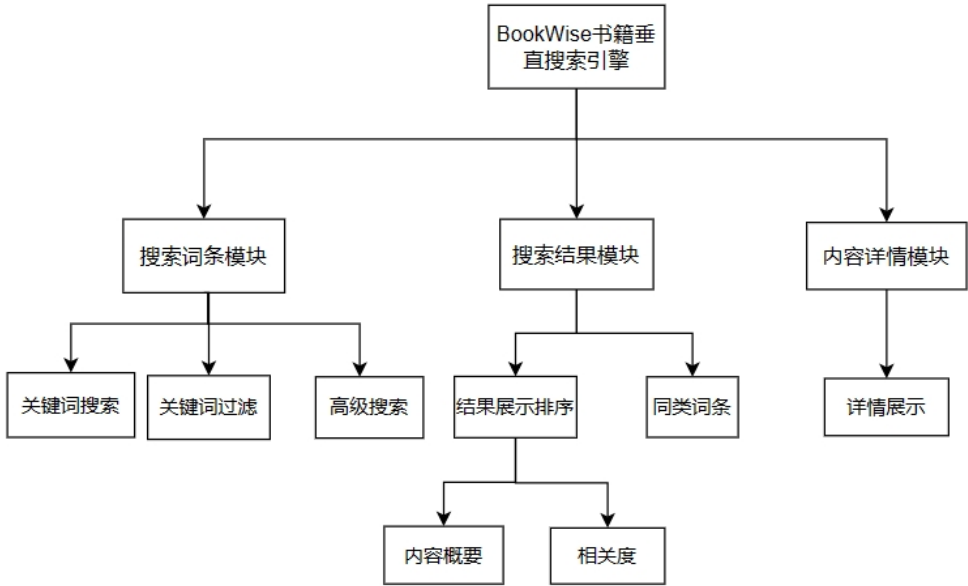 BookWise书籍垂
直搜索引擎
搜索词条模块
搜索结果模块
内容详情模块
关键词搜索
关键词过滤
高级搜索
结果展示排序
同类词条
详情展示
内容概要
相关度